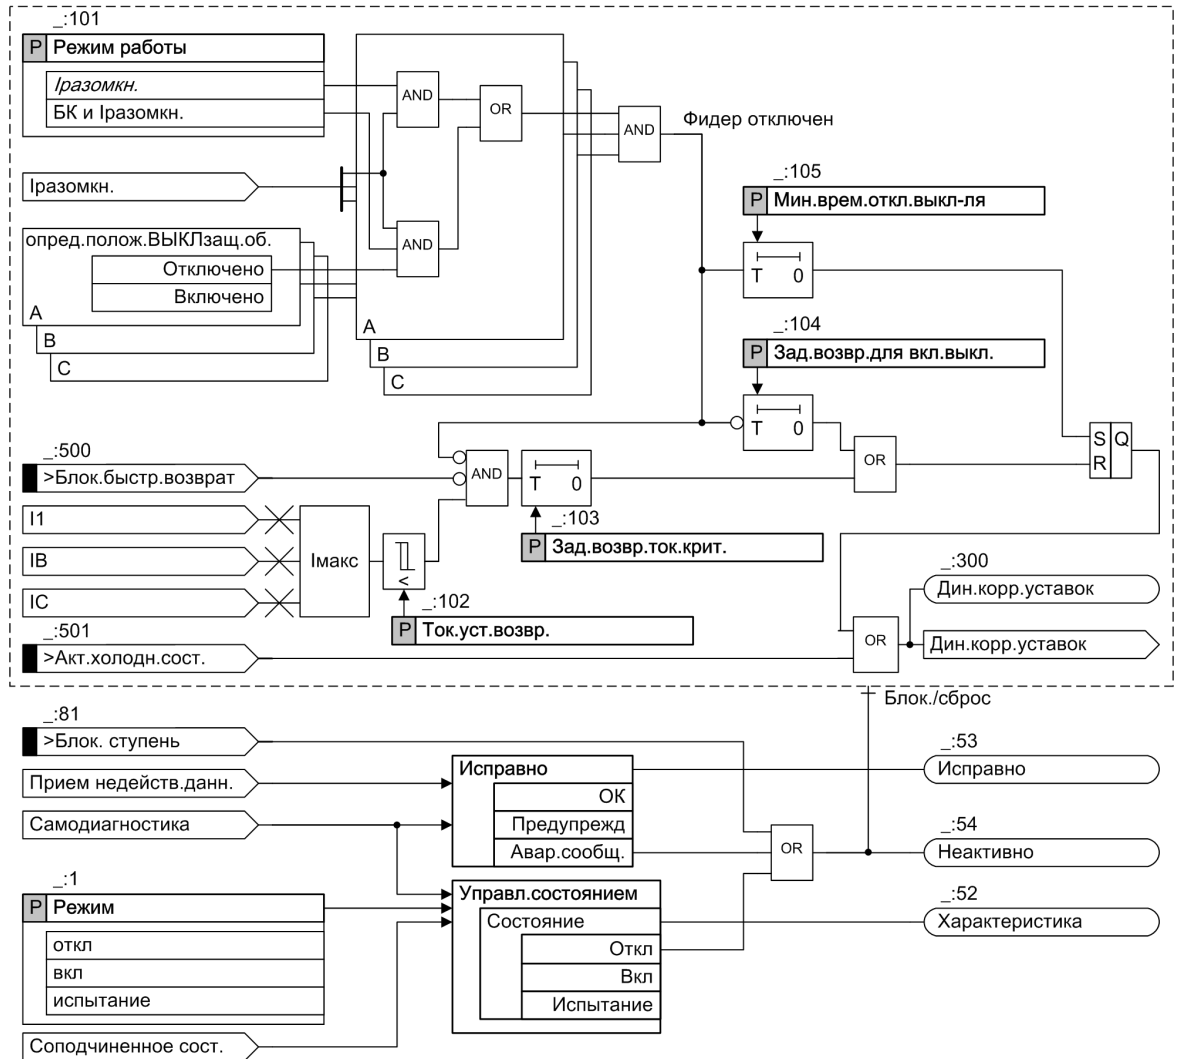 _:101
P Режим работы
Iразомкн.
БК и Iразомкн.
AND
OR
AND
Фидер отключен
Iразомкн.
AND
опред.полож.ВЫКЛзащ.об.
Отключено
Включено
A
B
C
A
B
C
_:105
P Мин.врем.откл.выкл-ля
T 0
_:104
P Зад.возвр.для вкл.выкл.
T 0
OR
S Q
R
_:500
>Блок.быстр.возврат
AND
T 0
_:103
P Зад.возвр.ток.крит.
I1
IB
IC
Iмакс
<
_:102
P Ток.уст.возвр.
_:501
>Акт.холодн.сост.
OR
_:300
Дин.корр.уставок
Дин.корр.уставок
Блок./сброс
_:81
>Блок. ступень
Прием недейств.данн.
Самодиагностика
Исправно
ОК
Предупрежд
Авар.сообщ.
OR
_:53
Исправно
_:54
Неактивно
_:52
Характеристика
_:1
P Режим
откл
вкл
испытание
Управл.состоянием
Состояние
Откл
Вкл
Испытание
Соподчиненное сост.